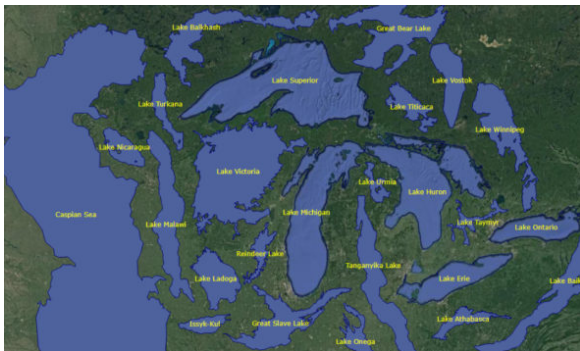 Lake Balkhash
Great Bear Lake
Lake Superior
Lake Vostok
Lake Turkana
Lake Titicaca
Lake Winnipeg
Lake Nicaragua
Lake Victoria
Lake Urmia
Lake Huron
Caspian Sea
Lake Michigan
Lake Malawi
Lake Taymyr
Lake Ontario
Reindeer Lake
Lake Ladoga
Tanganyika Lake
Lake Erie
Lake Baik
Issyk-Kul
Great Slave Lake
Lake Athabasca
Lake Onega